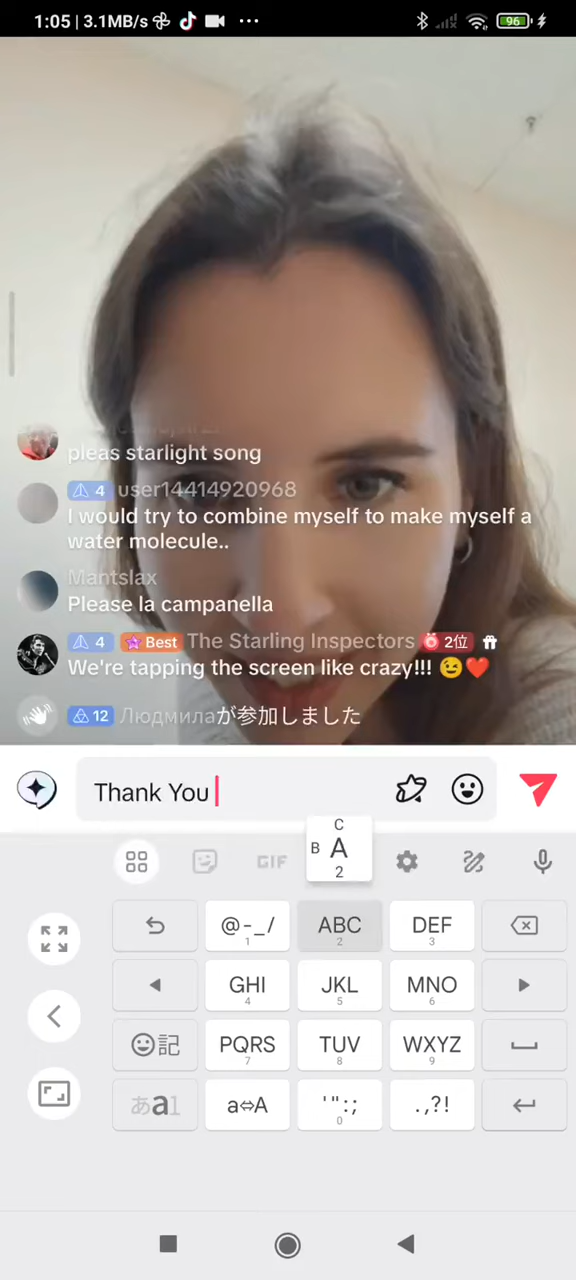 1:05 | 3.1MB/s
96
pleas starlight song
4 user14414920968
I would try to combine myself to make myself a
water molecule..
Mantslax
Please la campanella
4 Best The Starling Inspectors 2位
We're tapping the screen like crazy!!! 😉❤️
12 Людмилаが参加しました
Thank You
C
B A
2
GIF
@-_/ ABC DEF
1 2 3
GHI JKL MNO
4 5 6
記 PQRS TUV WXYZ
7 8 9
あa1 a⇔A '":; .,?!
0